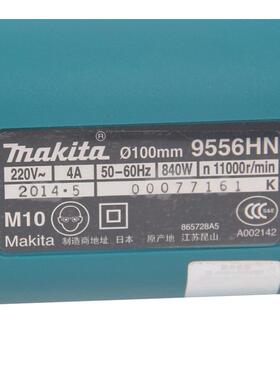 makita ® Ø100mm 9556HN
220V~ 4A 50-60Hz 840W n 11000r/min
2014·5 00077161 K
M10 CCC
865728A5
Makita 制造商地址 日本 原产地 江苏昆山 A002142